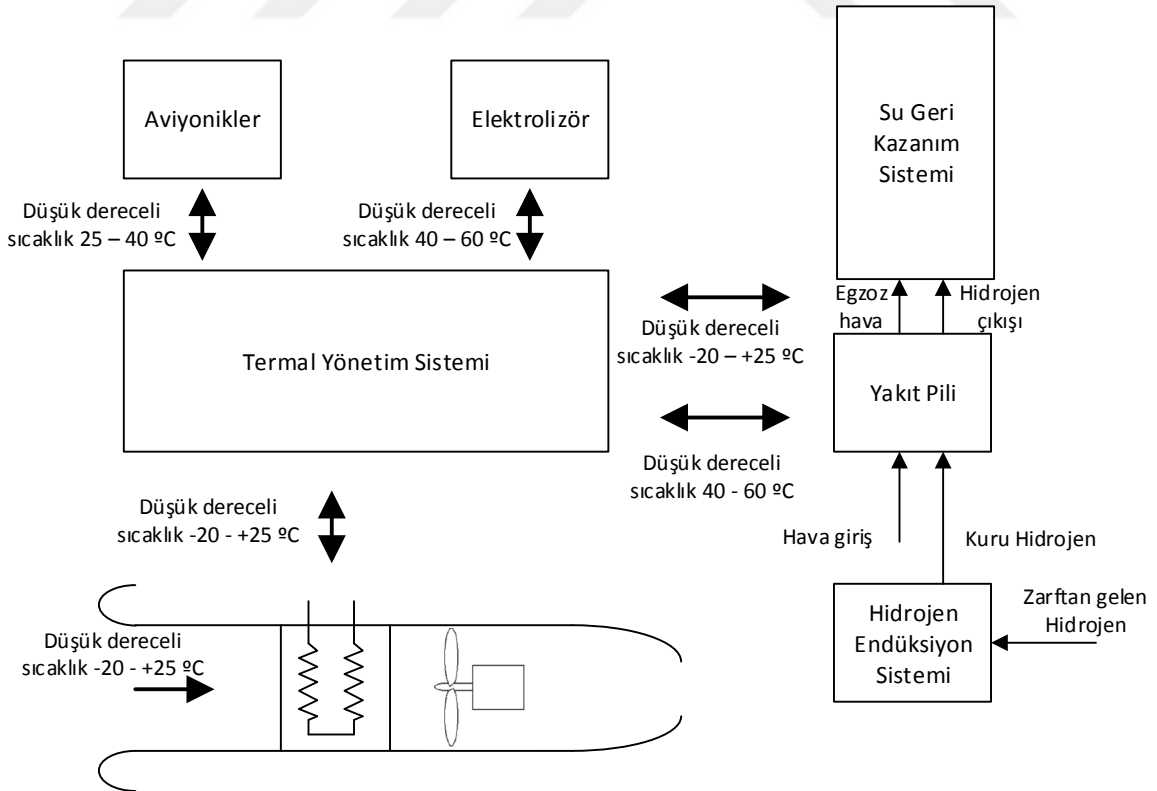 Aviyonikler
Elektrolizör
Su Geri
Kazanım
Sistemi
Düşük dereceli
sıcaklık 25 – 40 ºC
Düşük dereceli
sıcaklık 40 – 60 ºC
Egzoz
hava
Hidrojen
çıkışı
Termal Yönetim Sistemi
Düşük dereceli
sıcaklık -20 – +25 ºC
Yakıt Pili
Düşük dereceli
sıcaklık 40 - 60 ºC
Düşük dereceli
sıcaklık -20 - +25 ºC
Hava giriş
Kuru Hidrojen
Hidrojen
Endüksiyon
Sistemi
Zarftan gelen
Hidrojen
Düşük dereceli
sıcaklık -20 - +25 ºC